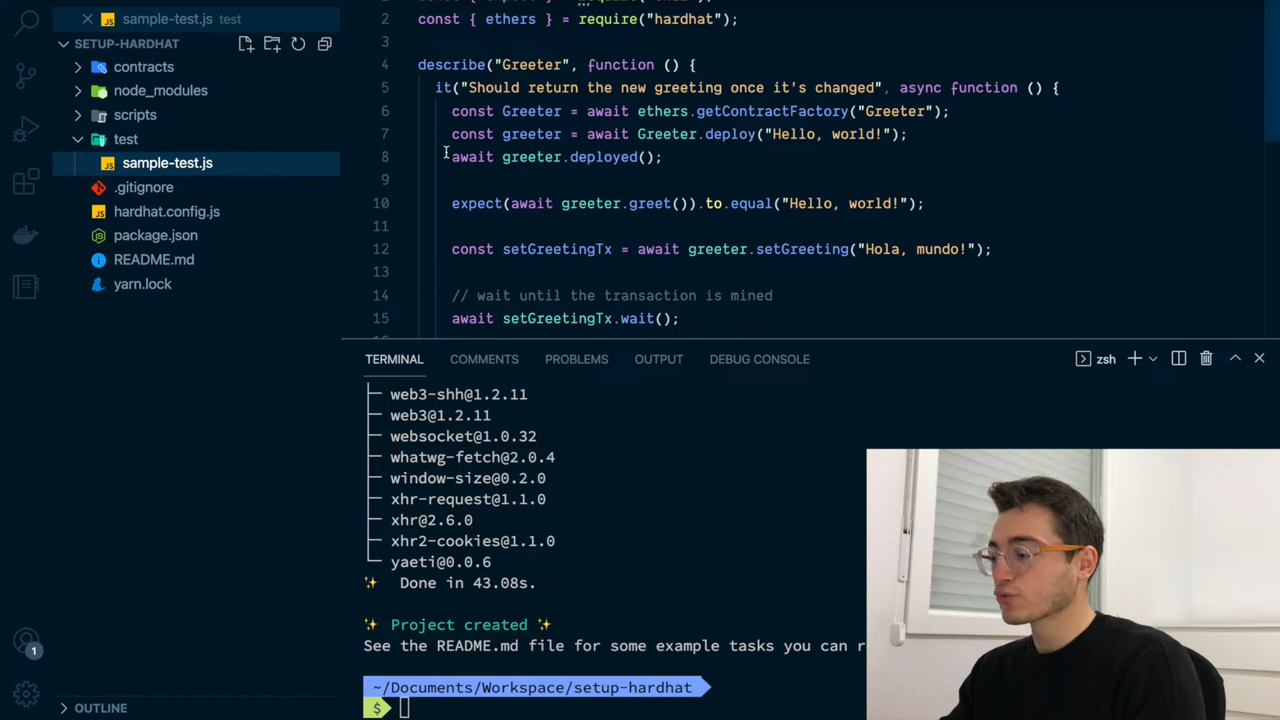 sample-test.js test
SETUP-HARDHAT
contracts
node_modules
scripts
test
sample-test.js
.gitignore
hardhat.config.js
package.json
README.md
yarn.lock
1
OUTLINE
2 const { ethers } = require("hardhat");
3
4 describe("Greeter", function () {
5 it("Should return the new greeting once it's changed", async function () {
6 const Greeter = await ethers.getContractFactory("Greeter");
7 const greeter = await Greeter.deploy("Hello, world!");
8 await greeter.deployed();
9
10 expect(await greeter.greet()).to.equal("Hello, world!");
11
12 const setGreetingTx = await greeter.setGreeting("Hola, mundo!");
13
14 // wait until the transaction is mined
15 await setGreetingTx.wait();
TERMINAL COMMENTS PROBLEMS OUTPUT DEBUG CONSOLE zsh
├─ web3-shh@1.2.11
├─ web3@1.2.11
├─ websocket@1.0.32
├─ whatwg-fetch@2.0.4
├─ window-size@0.2.0
├─ xhr-request@1.1.0
├─ xhr@2.6.0
├─ xhr2-cookies@1.1.0
└─ yaeti@0.0.6
✨ Done in 43.08s.
✨ Project created ✨
See the README.md file for some example tasks you can r
~/Documents/Workspace/setup-hardhat
$